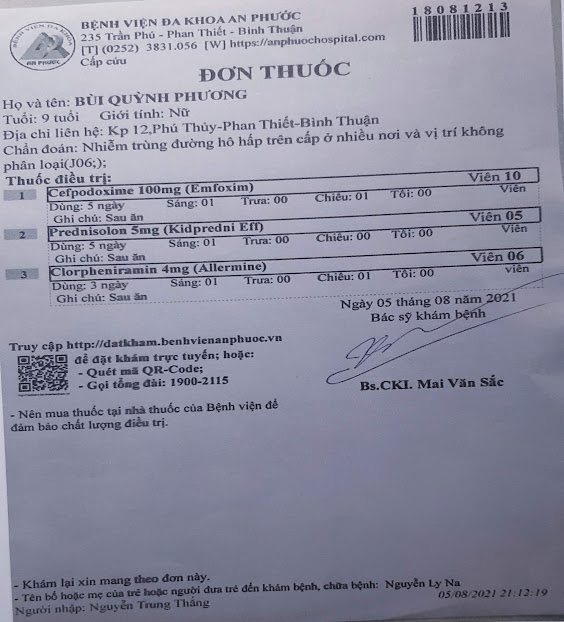 BỆNH VIỆN ĐA KHOA AN PHƯỚC
235 Trần Phú - Phan Thiết - Bình Thuận
[T] (0252) 3831.056 [W] https://anphuochospital.com
Cấp cứu
18081213
BỆNH VIỆN ĐA KHOA
AN PHƯỚC
ĐƠN THUỐC
Họ và tên: BÙI QUỲNH PHƯƠNG
Tuổi: 9 tuổi Giới tính: Nữ
Địa chỉ liên hệ: Kp 12,Phú Thủy-Phan Thiết-Bình Thuận
Chẩn đoán: Nhiễm trùng đường hô hấp trên cấp ở nhiều nơi và vị trí không
phân loại(J06;);
Thuốc điều trị:
1 Cefpodoxime 100mg (Emfoxim) Viên 10
Dùng: 5 ngày Sáng: 01 Trưa: 00 Chiều: 01 Tối: 00 Viên
Ghi chú: Sau ăn
2 Prednisolon 5mg (Kidpredni Eff) Viên 05
Dùng: 5 ngày Sáng: 01 Trưa: 00 Chiều: 00 Tối: 00 Viên
Ghi chú: Sau ăn
3 Clorpheniramin 4mg (Allermine) Viên 06
Dùng: 3 ngày Sáng: 01 Trưa: 00 Chiều: 01 Tối: 00 viên
Ghi chú: Sau ăn
Ngày 05 tháng 08 năm 2021
Bác sỹ khám bệnh
Truy cập http://datkham.benhvienanphuoc.vn
để đặt khám trực tuyến; hoặc:
- Quét mã QR-Code;
- Gọi tổng đài: 1900-2115
Bs.CKI. Mai Văn Sắc
- Nên mua thuốc tại nhà thuốc của Bệnh viện để
đảm bảo chất lượng điều trị.
- Khám lại xin mang theo đơn này.
- Tên bố hoặc mẹ của trẻ hoặc người đưa trẻ đến khám bệnh, chữa bệnh: Nguyễn Ly Na
Người nhập: Nguyễn Trung Thắng
05/08/2021 21:12:19